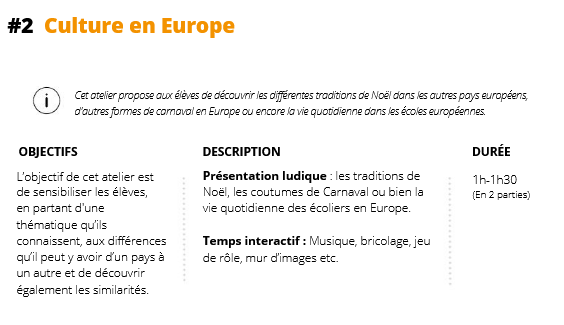 #2 Culture en Europe
i
Cet atelier propose aux élèves de découvrir les différentes traditions de Noël dans les autres pays européens,
d'autres formes de carnaval en Europe ou encore la vie quotidienne dans les écoles européennes.
OBJECTIFS
L'objectif de cet atelier est
de sensibiliser les élèves,
en partant d'une
thématique qu'ils
connaissent, aux différences
qu'il peut y avoir d'un pays à
un autre et de découvrir
également les similarités.
DESCRIPTION
Présentation ludique : les traditions de
Noël, les coutumes de Carnaval ou bien la
vie quotidienne des écoliers en Europe.
Temps interactif : Musique, bricolage, jeu
de rôle, mur d'images etc.
DURÉE
1h-1h30
(En 2 parties)